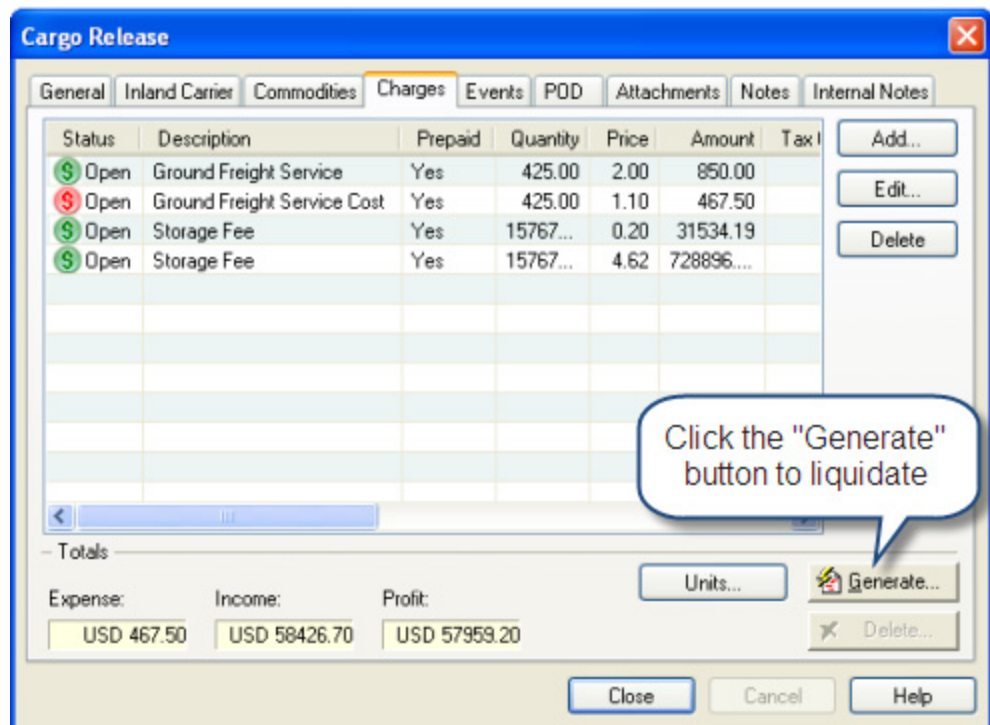 Cargo Release
General Inland Carrier Commodities Charges Events POD Attachments Notes Internal Notes
Status Description Prepaid Quantity Price Amount Tax
Add...
$ Open Ground Freight Service Yes 425.00 2.00 850.00
Edit...
$ Open Ground Freight Service Cost Yes 425.00 1.10 467.50
$ Open Storage Fee Yes 15767... 0.20 31534.19
Delete
$ Open Storage Fee Yes 15767... 4.62 728896....
Click the "Generate"
button to liquidate
Totals
Units... Generate...
Expense: Income: Profit:
USD 467.50 USD 58426.70 USD 57959.20
Delete...
Close Cancel Help